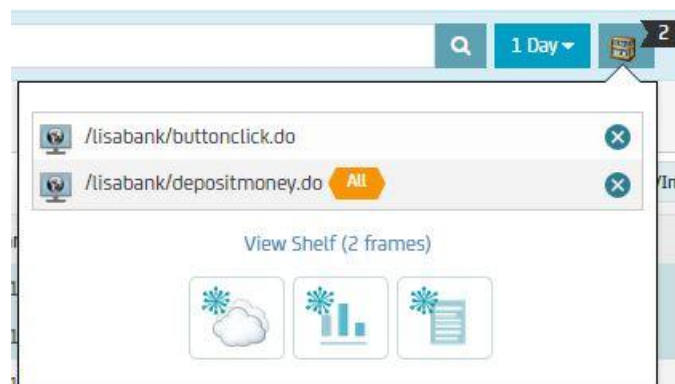 1 Day
2
/lisabank/buttonclick.do
/lisabank/depositmoney.do All
View Shelf (2 frames)